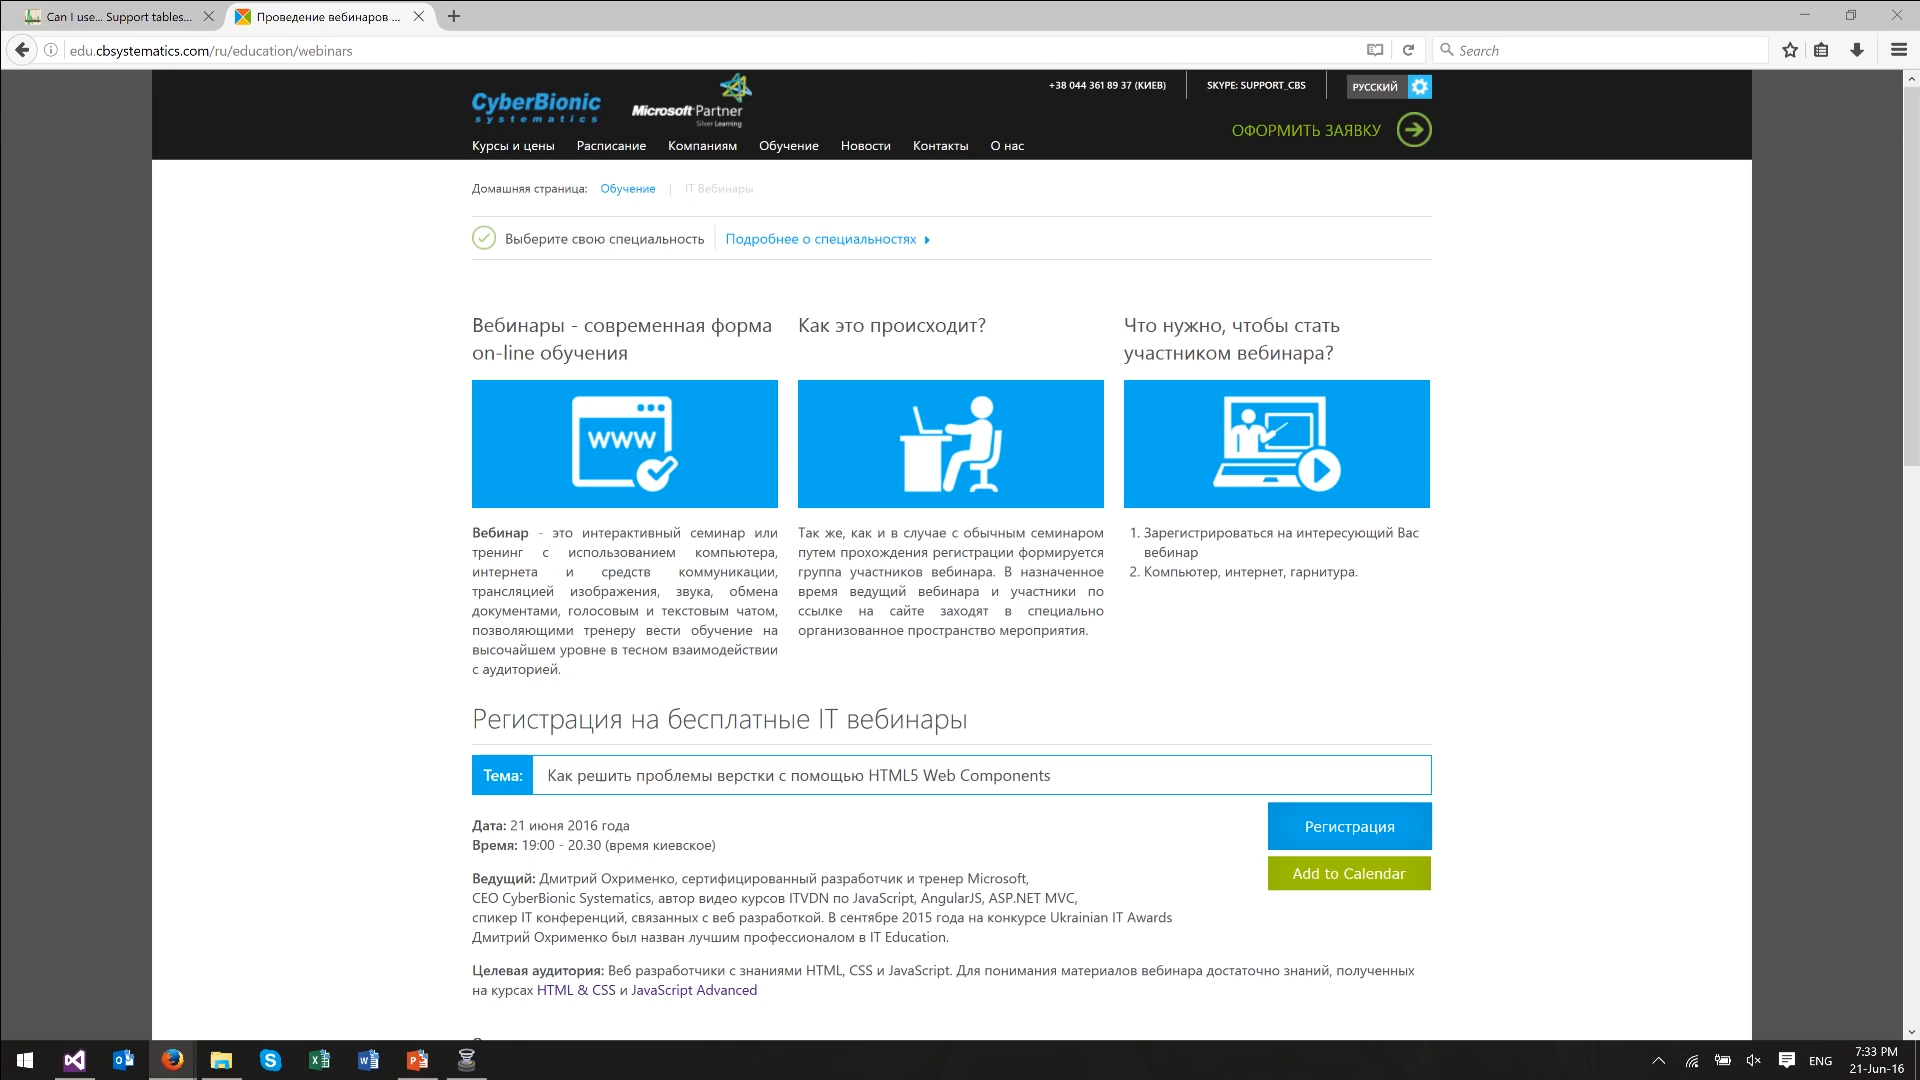 Can I use... Support tables...
Проведение вебинаров ...
edu.cbsystematics.com/ru/education/webinars
Search
CyberBionic
systematics
Microsoft Partner
Silver Learning
+38 044 361 89 37 (КИЕВ)
SKYPE: SUPPORT_CBS
РУССКИЙ
ОФОРМИТЬ ЗАЯВКУ
Курсы и цены Расписание Компаниям Обучение Новости Контакты О нас
Домашняя страница: Обучение | IT Вебинары
Выберите свою специальность
Подробнее о специальностях
Вебинары - современная форма
on-line обучения
WWW
Вебинар - это интерактивный семинар или
тренинг с использованием компьютера,
интернета и средств коммуникации,
трансляцией изображения, звука, обмена
документами, голосовым и текстовым чатом,
позволяющими тренеру вести обучение на
высочайшем уровне в тесном взаимодействии
с аудиторией.
Как это происходит?
Так же, как и в случае с обычным семинаром
путем прохождения регистрации формируется
группа участников вебинара. В назначенное
время ведущий вебинара и участники по
ссылке на сайте заходят в специально
организованное пространство мероприятия.
Что нужно, чтобы стать
участником вебинара?
1. Зарегистрироваться на интересующий Вас
вебинар
2. Компьютер, интернет, гарнитура.
Регистрация на бесплатные IT вебинары
Тема: Как решить проблемы верстки с помощью HTML5 Web Components
Дата: 21 июня 2016 года
Время: 19:00 - 20.30 (время киевское)
Регистрация
Add to Calendar
Ведущий: Дмитрий Охрименко, сертифицированный разработчик и тренер Microsoft,
CEO CyberBionic Systematics, автор видео курсов ITVDN по JavaScript, AngularJS, ASP.NET MVC,
спикер IT конференций, связанных с веб разработкой. В сентябре 2015 года на конкурсе Ukrainian IT Awards
Дмитрий Охрименко был назван лучшим профессионалом в IT Education.
Целевая аудитория: Веб разработчики с знаниями HTML, CSS и JavaScript. Для понимания материалов вебинара достаточно знаний, полученных
на курсах HTML & CSS и JavaScript Advanced
ENG
7:33 PM
21-Jun-16